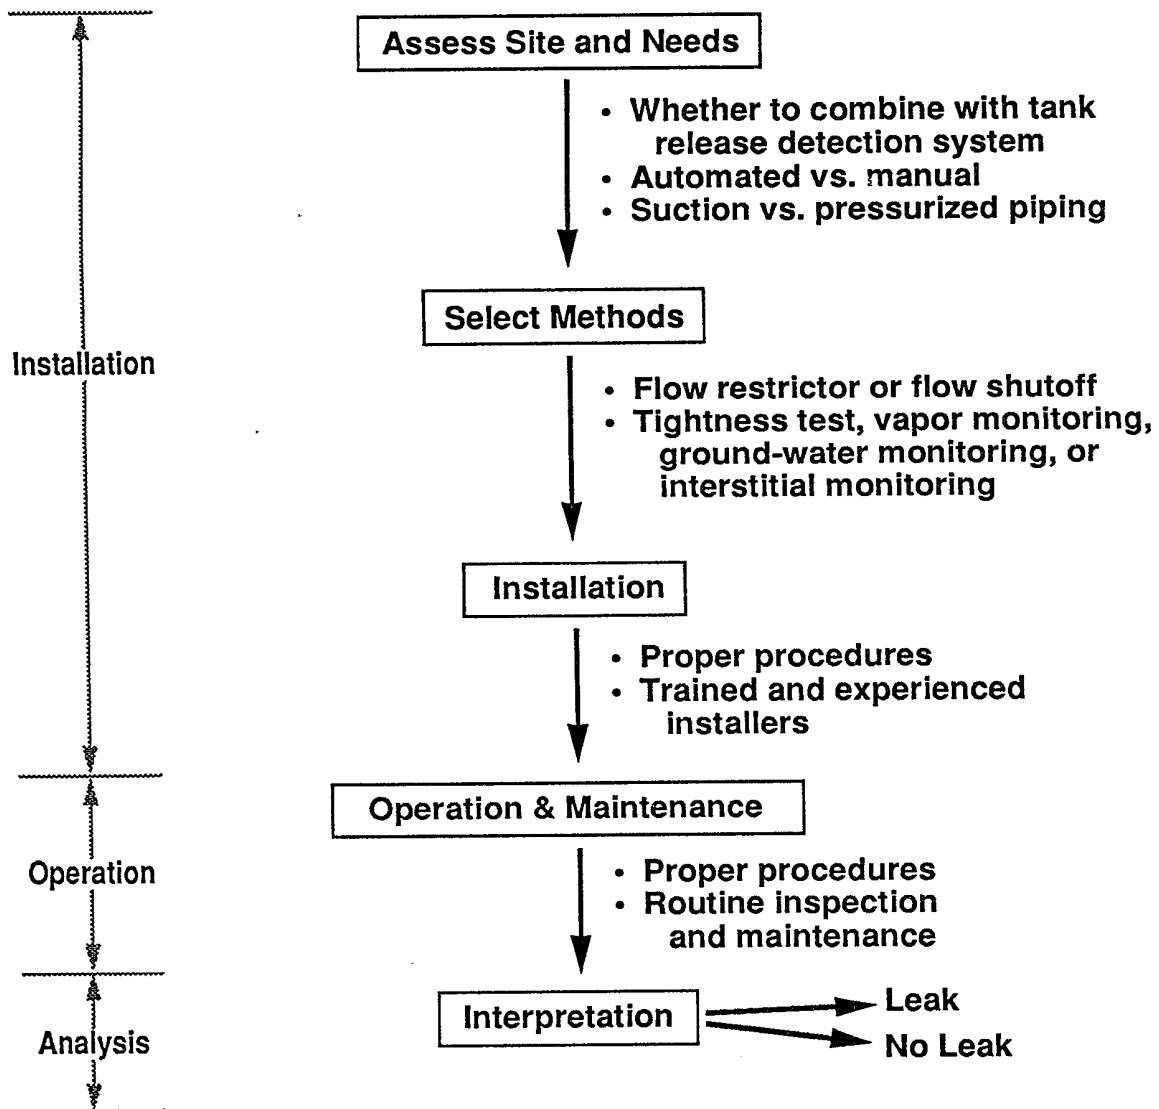 Assess Site and Needs
• Whether to combine with tank
release detection system
• Automated vs. manual
• Suction vs. pressurized piping
Select Methods
Installation
• Flow restrictor or flow shutoff
• Tightness test, vapor monitoring,
ground-water monitoring, or
interstitial monitoring
Installation
• Proper procedures
• Trained and experienced
installers
Operation & Maintenance
Operation
• Proper procedures
• Routine inspection
and maintenance
Interpretation
Leak
No Leak
Analysis